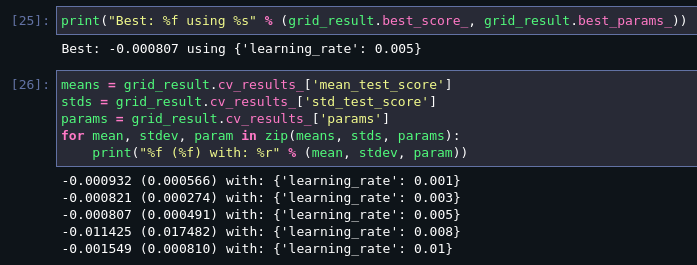 [25]: print("Best: %f using %s" % (grid_result.best_score_, grid_result.best_params_))
Best: -0.000807 using {'learning_rate': 0.005}
[26]: means = grid_result.cv_results_['mean_test_score']
stds = grid_result.cv_results_['std_test_score']
params = grid_result.cv_results_['params']
for mean, stdev, param in zip(means, stds, params):
    print("%f (%f) with: %r" % (mean, stdev, param))
-0.000932 (0.000566) with: {'learning_rate': 0.001}
-0.000821 (0.000274) with: {'learning_rate': 0.003}
-0.000807 (0.000491) with: {'learning_rate': 0.005}
-0.011425 (0.017482) with: {'learning_rate': 0.008}
-0.001549 (0.000810) with: {'learning_rate': 0.01}